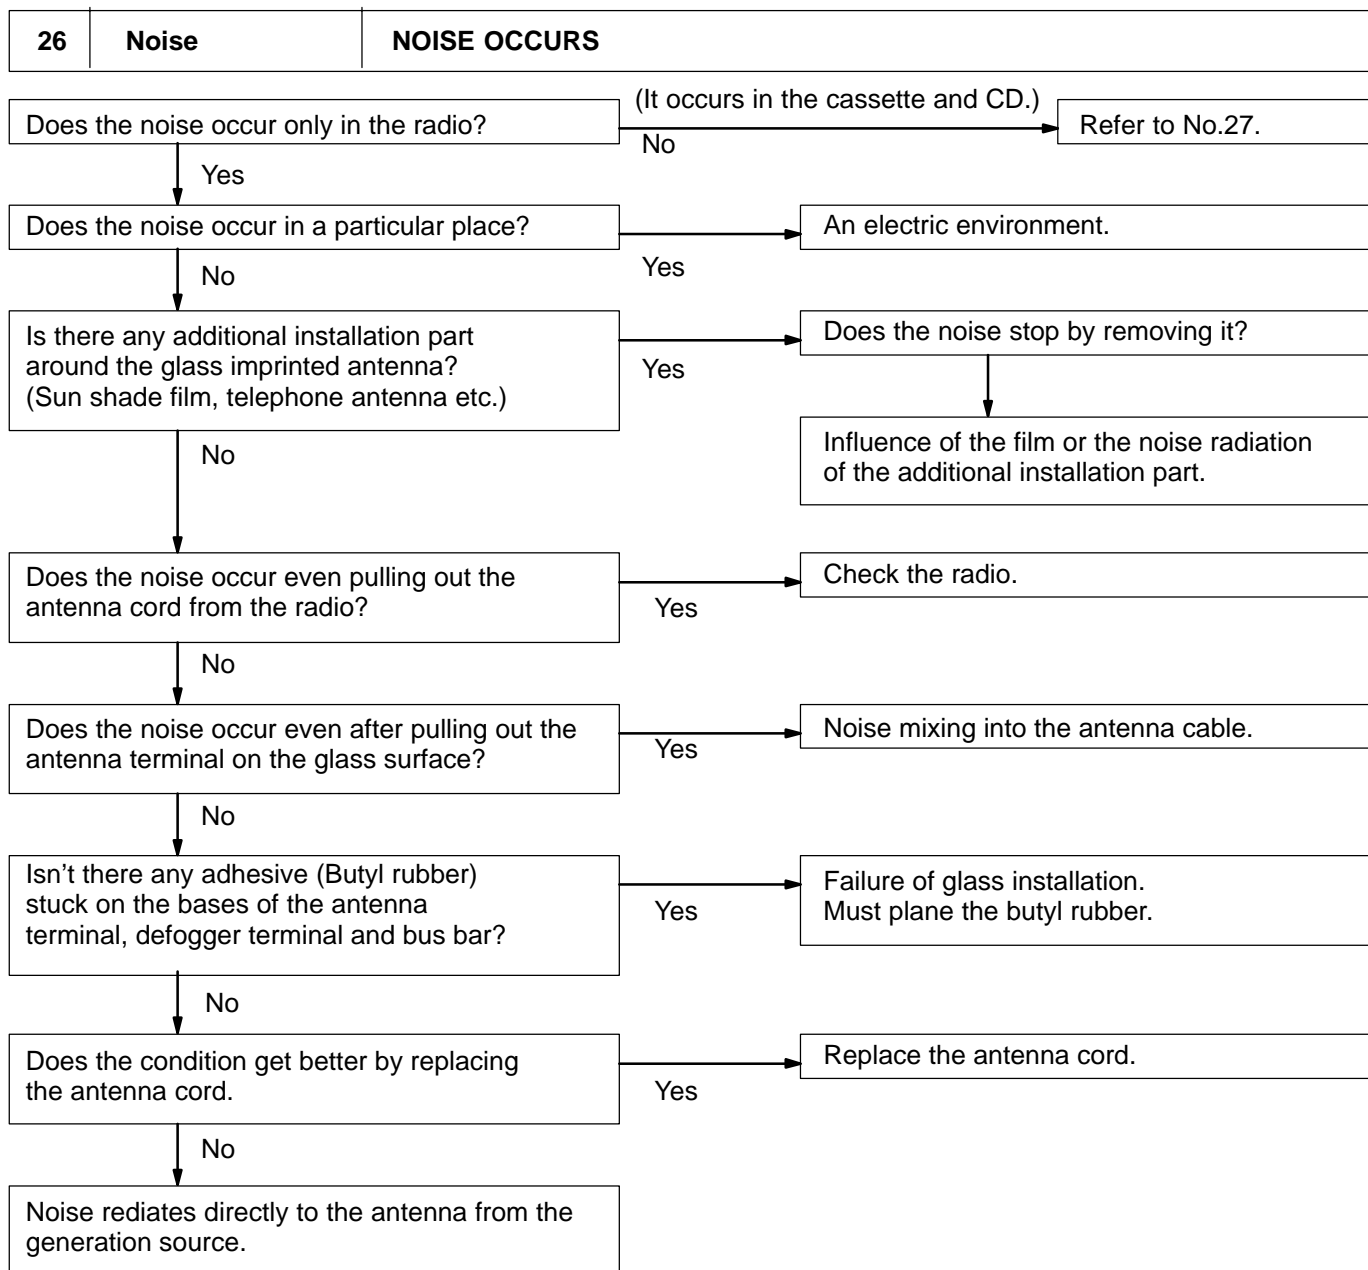 26 Noise NOISE OCCURS
(It occurs in the cassette and CD.)
Does the noise occur only in the radio?
No
Refer to No.27.
Yes
Does the noise occur in a particular place?
Yes
An electric environment.
No
Is there any additional installation part
around the glass imprinted antenna?
(Sun shade film, telephone antenna etc.)
Yes
Does the noise stop by removing it?
Influence of the film or the noise radiation
of the additional installation part.
No
Does the noise occur even pulling out the
antenna cord from the radio?
Yes
Check the radio.
No
Does the noise occur even after pulling out the
antenna terminal on the glass surface?
Yes
Noise mixing into the antenna cable.
No
Isn't there any adhesive (Butyl rubber)
stuck on the bases of the antenna
terminal, defogger terminal and bus bar?
Yes
Failure of glass installation.
Must plane the butyl rubber.
No
Does the condition get better by replacing
the antenna cord.
Yes
Replace the antenna cord.
No
Noise rediates directly to the antenna from the
generation source.